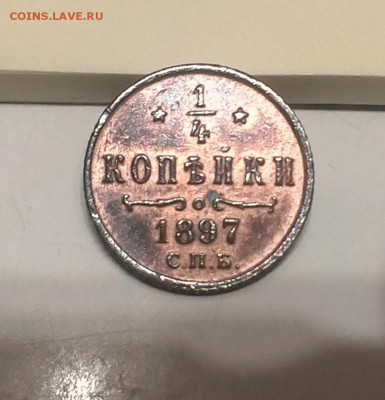 COINS.LAVE.RU
1/4
КОПѢЙКИ
1897
С.П.Б.